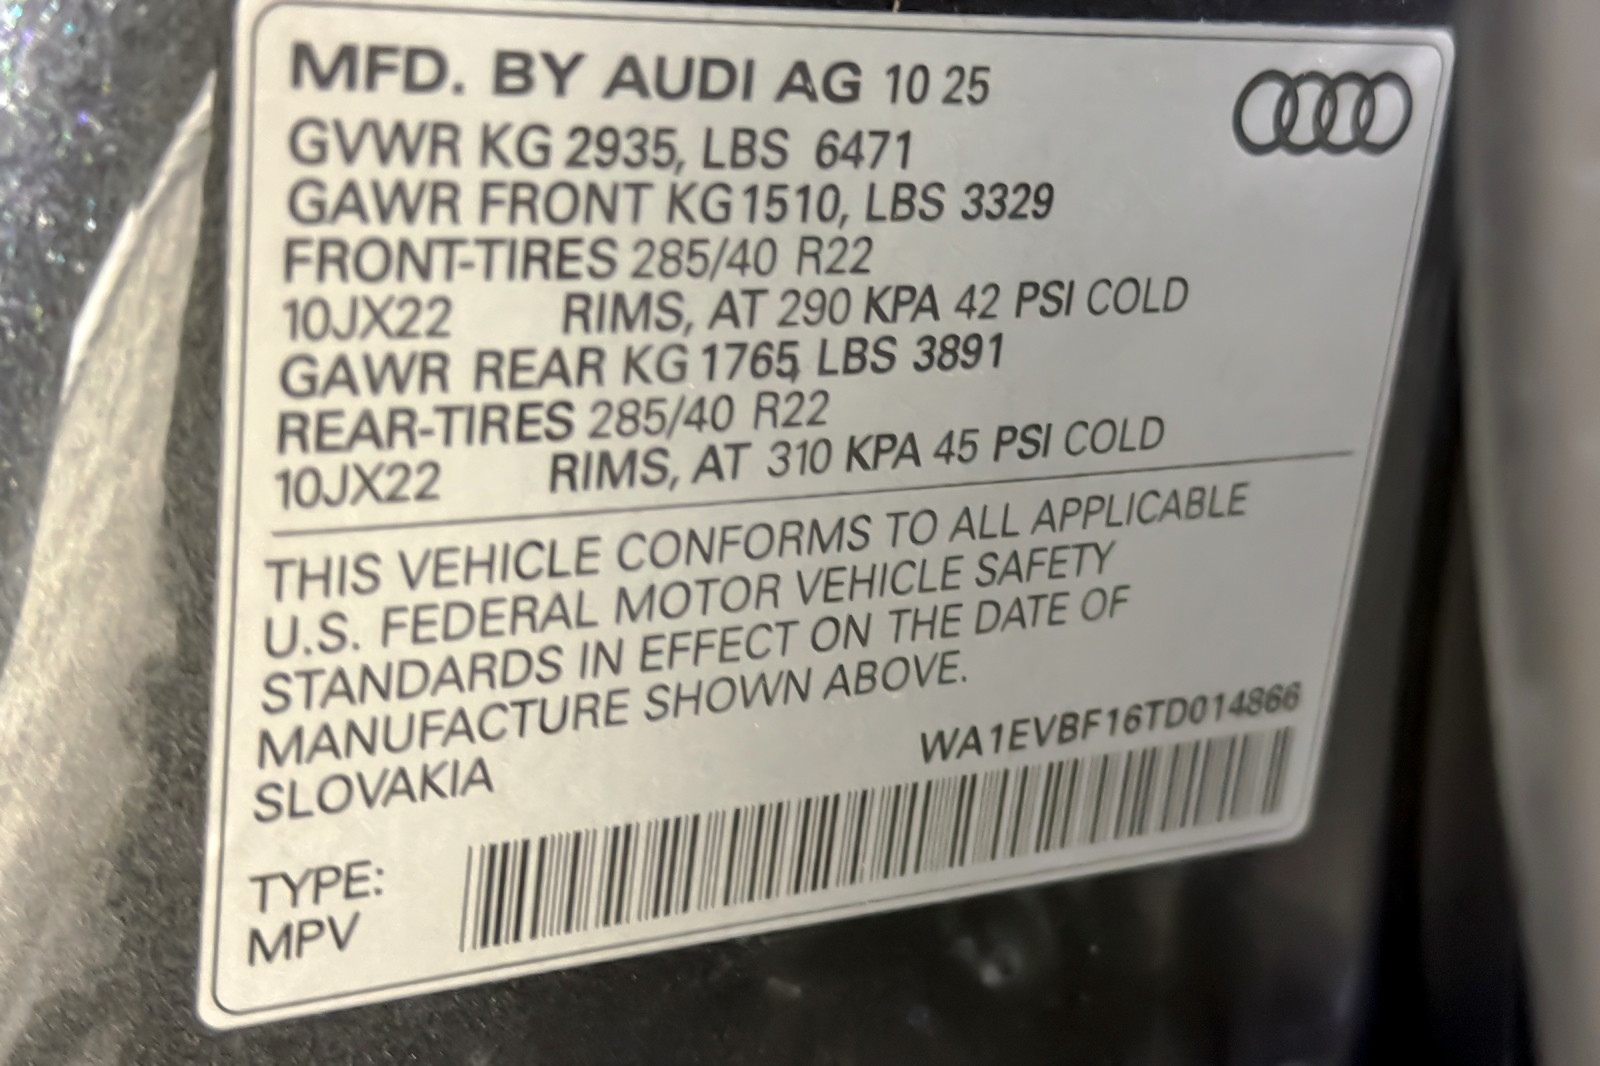 MFD. BY AUDI AG 10 25
GVWR KG 2935, LBS 6471
GAWR FRONT KG 1510, LBS 3329
FRONT-TIRES 285/40 R22
10JX22 RIMS, AT 290 KPA 42 PSI COLD
GAWR REAR KG 1765, LBS 3891
REAR-TIRES 285/40 R22
10JX22 RIMS, AT 310 KPA 45 PSI COLD
THIS VEHICLE CONFORMS TO ALL APPLICABLE
U.S. FEDERAL MOTOR VEHICLE SAFETY
STANDARDS IN EFFECT ON THE DATE OF
MANUFACTURE SHOWN ABOVE.
SLOVAKIA
WA1EVBF16TD014866
TYPE:
MPV